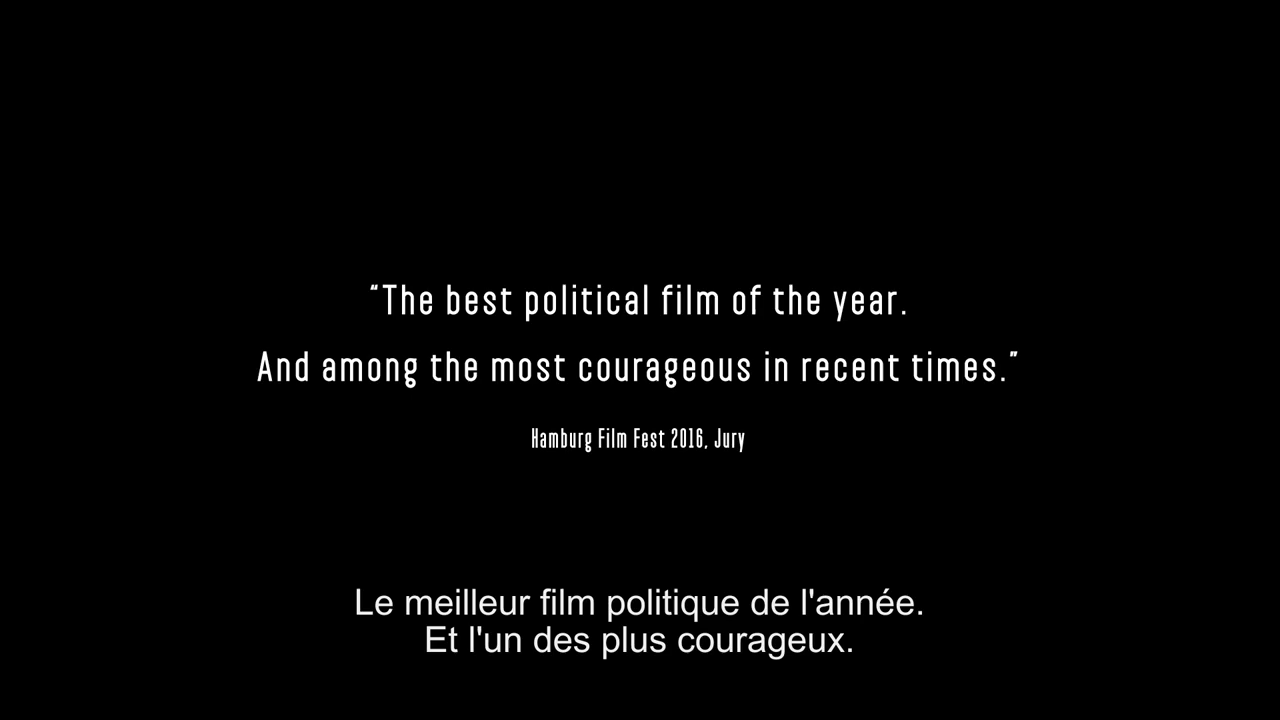 “The best political film of the year.
And among the most courageous in recent times.”
Hamburg Film Fest 2016, Jury
Le meilleur film politique de l'année.
Et l'un des plus courageux.